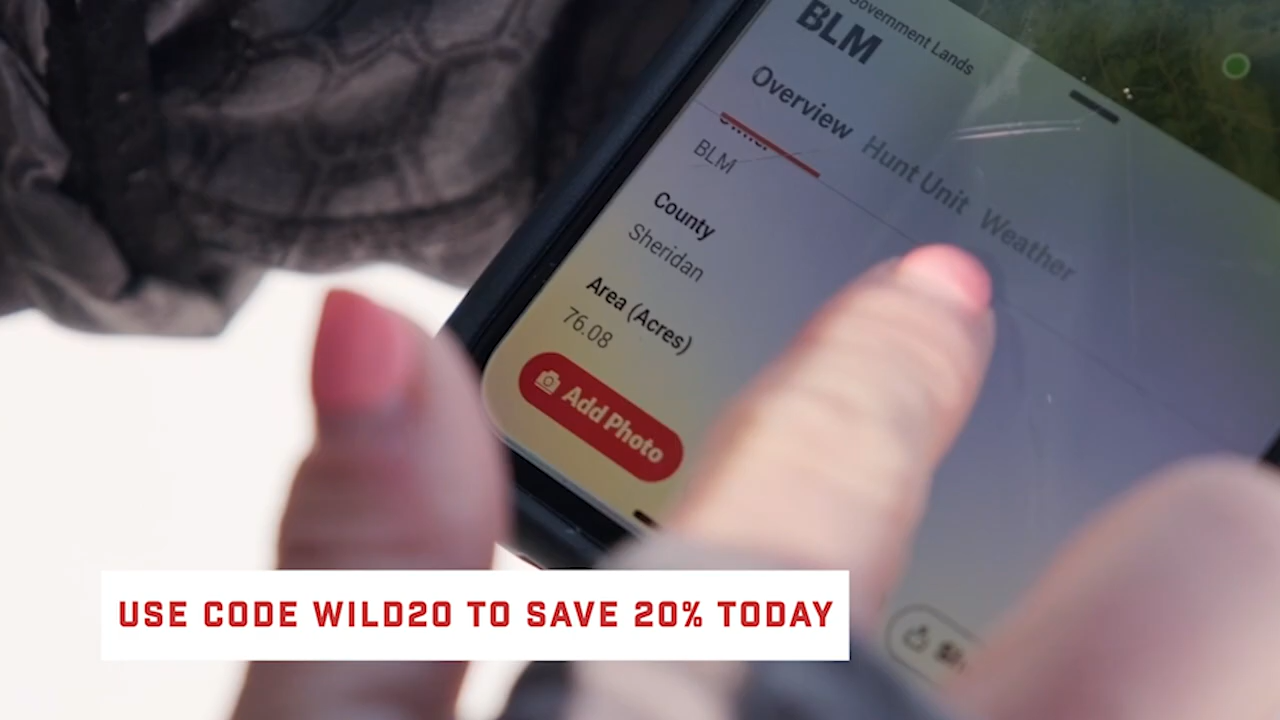 Government Lands
BLM
Overview Hunt Unit Weather
BLM
County
Sheridan
Area (Acres)
76.08
Add Photo
USE CODE WILD20 TO SAVE 20% TODAY